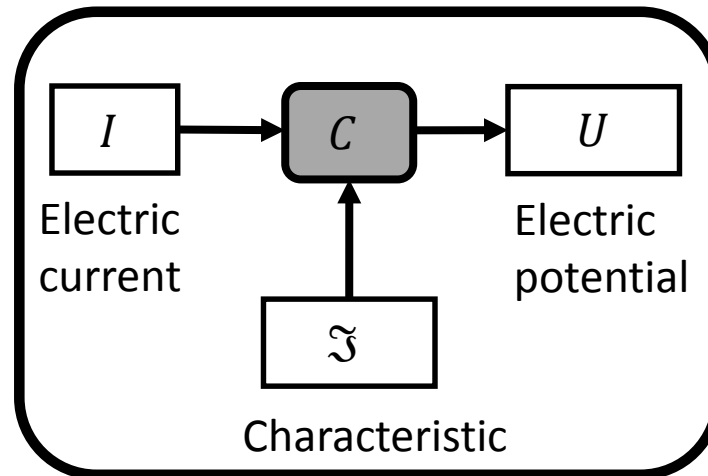 I
C
U
Electric
current
Electric
potential
ℑ
Characteristic